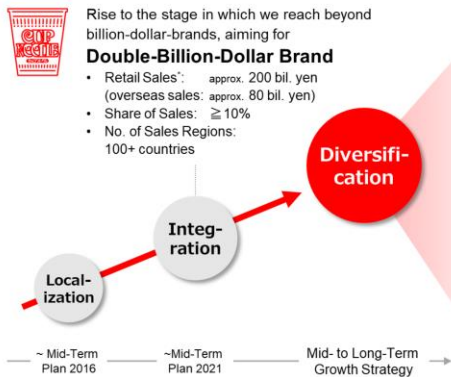 Rise to the stage in which we reach beyond
billion-dollar-brands, aiming for
Double-Billion-Dollar Brand
CUP
NOODLE
• Retail Sales*: approx. 200 bil. yen
(overseas sales: approx. 80 bil. yen)
• Share of Sales: ≧10%
• No. of Sales Regions:
100+ countries
Diversifi-
cation
Integ-
ration
Local-
ization
~ Mid-Term
Plan 2016
~Mid-Term
Plan 2021
Mid- to Long-Term
Growth Strategy